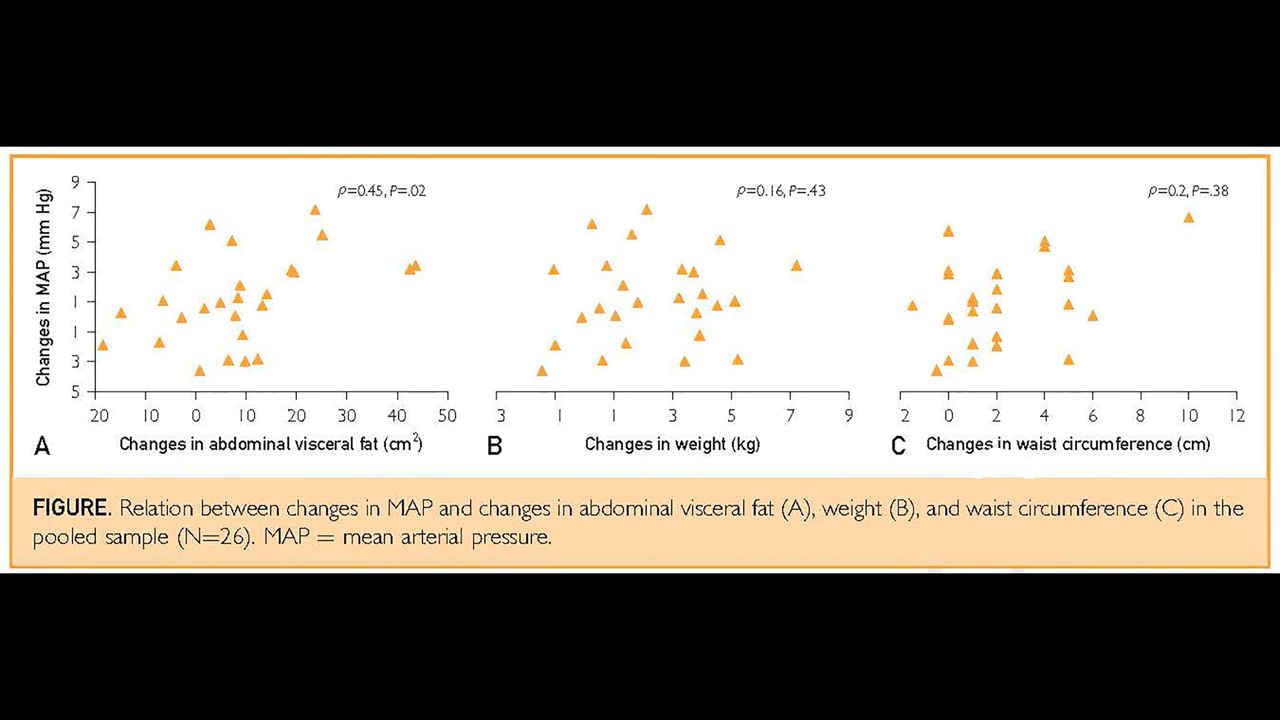 ρ=0.45, P=.02
ρ=0.16, P=.43
ρ=0.2, P=.38
Changes in MAP (mm Hg)
9
7
5
3
1
1
3
5
20 10 0 10 20 30 40 50
3 1 1 3 5 7 9
2 0 2 4 6 8 10 12
A Changes in abdominal visceral fat (cm²)
B Changes in weight (kg)
C Changes in waist circumference (cm)
FIGURE. Relation between changes in MAP and changes in abdominal visceral fat (A), weight (B), and waist circumference (C) in the
pooled sample (N=26). MAP = mean arterial pressure.